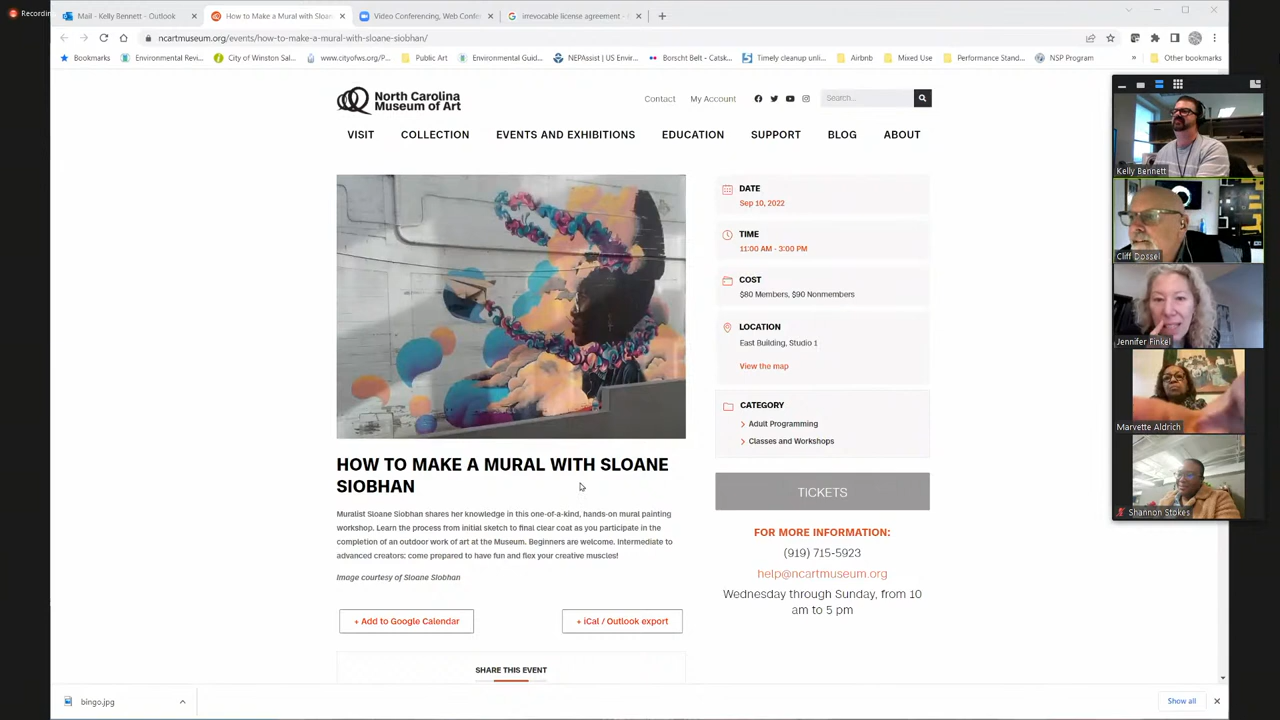 Recording
Mail - Kelly Bennett - Outlook
How to Make a Mural with Sloan
Video Conferencing, Web Confe
irrevocable license agreement -
ncartmuseum.org/events/how-to-make-a-mural-with-sloane-siobhan/
Bookmarks
Environmental Revi...
City of Winston Sal...
www.cityofws.org/P...
Public Art
Environmental Guid...
NEPAssist | US Envir...
Borscht Belt - Catsk...
Timely cleanup unli...
Airbnb
Mixed Use
Performance Stand...
NSP Program
Other bookmarks
North Carolina
Museum of Art
Contact
My Account
Search...
VISIT
COLLECTION
EVENTS AND EXHIBITIONS
EDUCATION
SUPPORT
BLOG
ABOUT
DATE
Sep 10, 2022
TIME
11:00 AM - 3:00 PM
COST
$80 Members, $90 Nonmembers
LOCATION
East Building, Studio 1
View the map
CATEGORY
Adult Programming
Classes and Workshops
TICKETS
FOR MORE INFORMATION:
(919) 715-5923
help@ncartmuseum.org
Wednesday through Sunday, from 10
am to 5 pm
HOW TO MAKE A MURAL WITH SLOANE
SIOBHAN
Muralist Sloane Siobhan shares her knowledge in this one-of-a-kind, hands-on mural painting
workshop. Learn the process from initial sketch to final clear coat as you participate in the
completion of an outdoor work of art at the Museum. Beginners are welcome. Intermediate to
advanced creators: come prepared to have fun and flex your creative muscles!
Image courtesy of Sloane Siobhan
+ Add to Google Calendar
+ iCal / Outlook export
SHARE THIS EVENT
Kelly Bennett
Cliff Dossel
Jennifer Finkel
Marvette Aldrich
Shannon Stokes
bingo.jpg
Show all